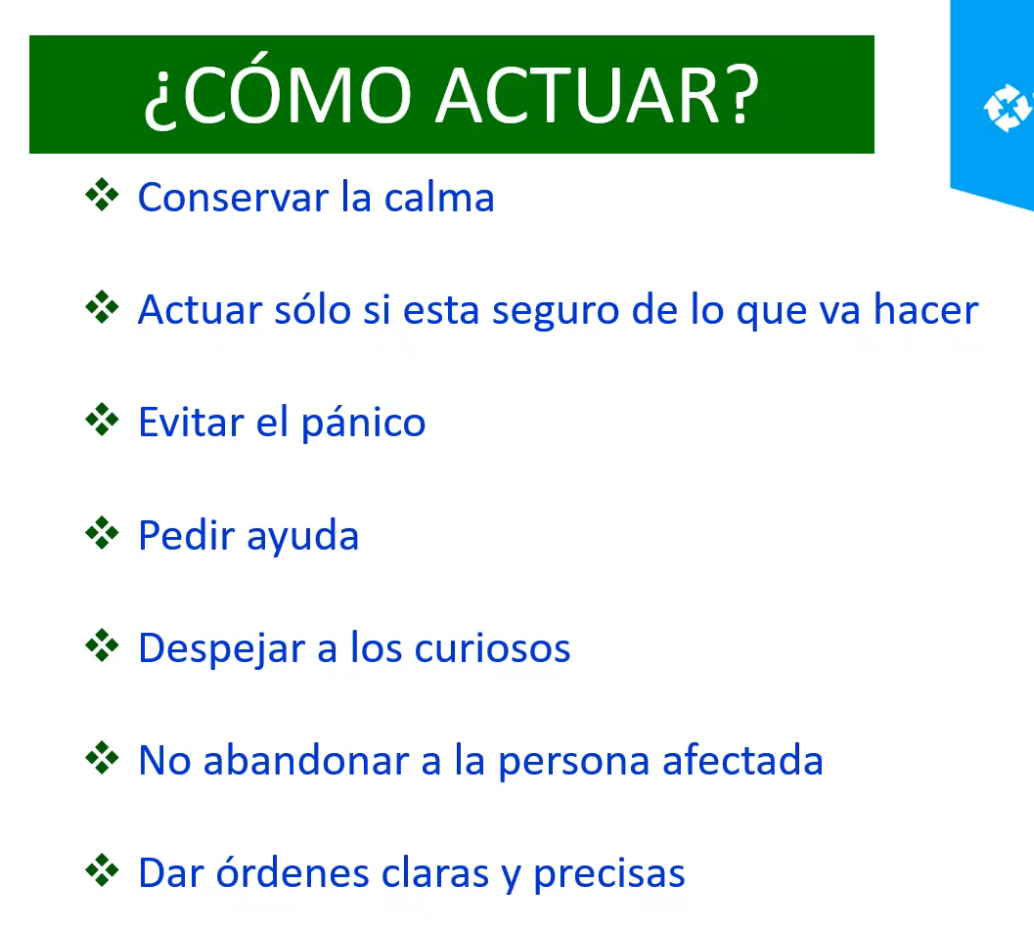 ¿CÓMO ACTUAR?
Conservar la calma
Actuar sólo si esta seguro de lo que va hacer
Evitar el pánico
Pedir ayuda
Despejar a los curiosos
No abandonar a la persona afectada
Dar órdenes claras y precisas